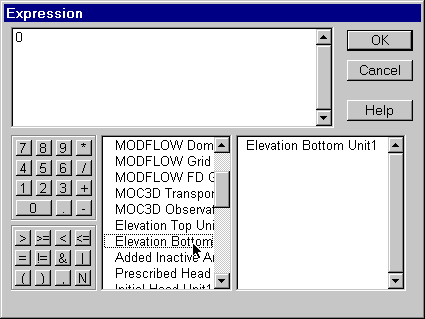 Expression
0
OK
Cancel
Help
7 8 9 *
4 5 6 /
1 2 3 +
0 . -
> >= < <=
= != & |
( ) , N
MODFLOW Dom
MODFLOW Grid
MODFLOW FD G
MOC3D Transpor
MOC3D Observat
Elevation Top Uni
Elevation Bottom
Added Inactive Ar
Prescribed Head
Initial Head Unit1
Elevation Bottom Unit1